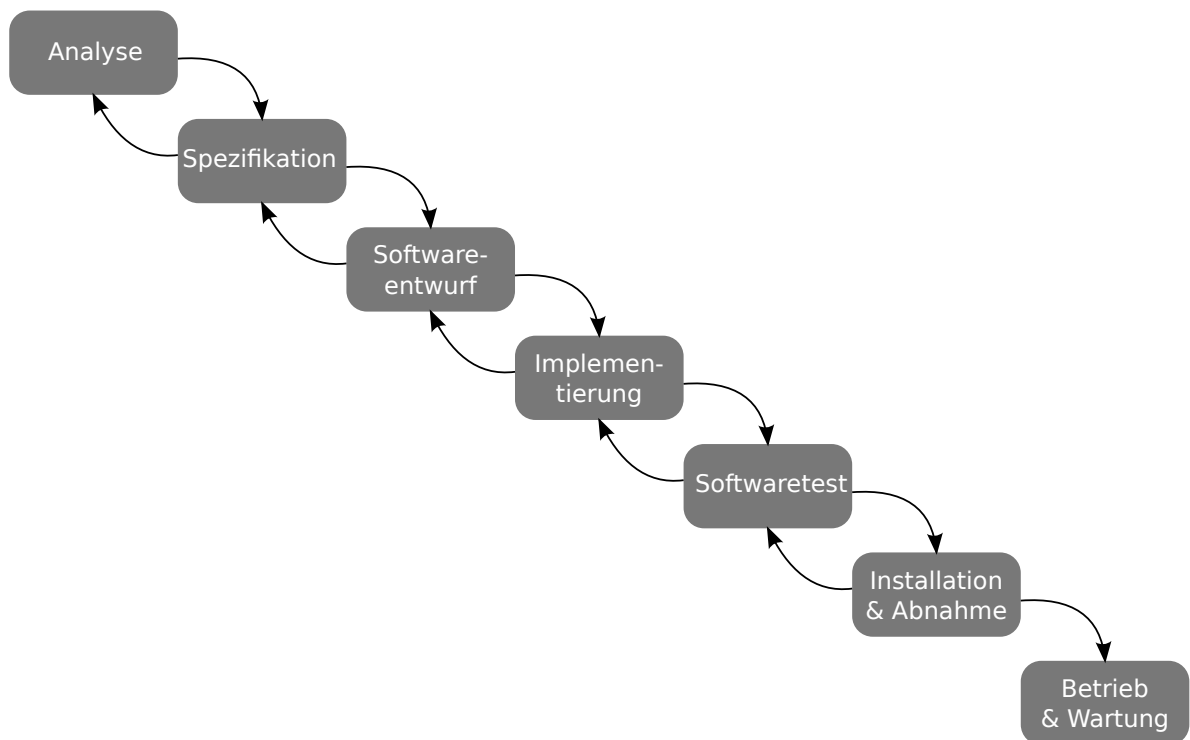 Analyse
Spezifikation
Software-
entwurf
Implemen-
tierung
Softwaretest
Installation
& Abnahme
Betrieb
& Wartung